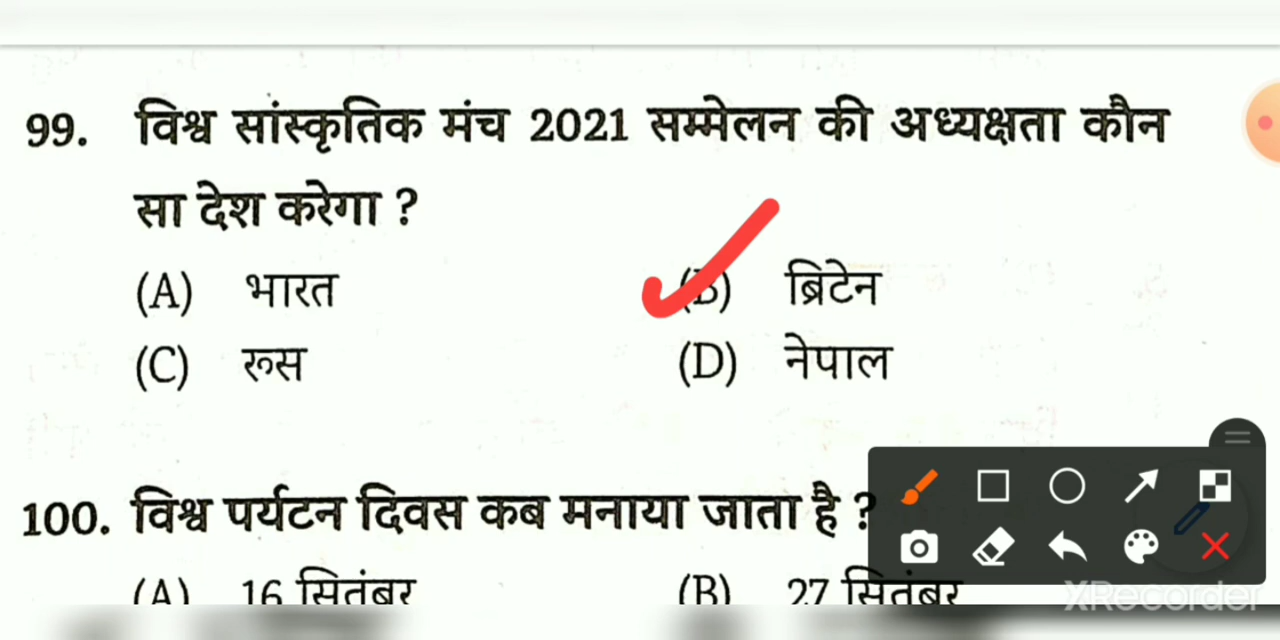 99. विश्व सांस्कृतिक मंच 2021 सम्मेलन की अध्यक्षता कौन
सा देश करेगा ?
(A) भारत (B) ब्रिटेन
(C) रूस (D) नेपाल
100. विश्व पर्यटन दिवस कब मनाया जाता है ?
(A) 16 सितंबर (B) 27 सितंबर
XRecorder